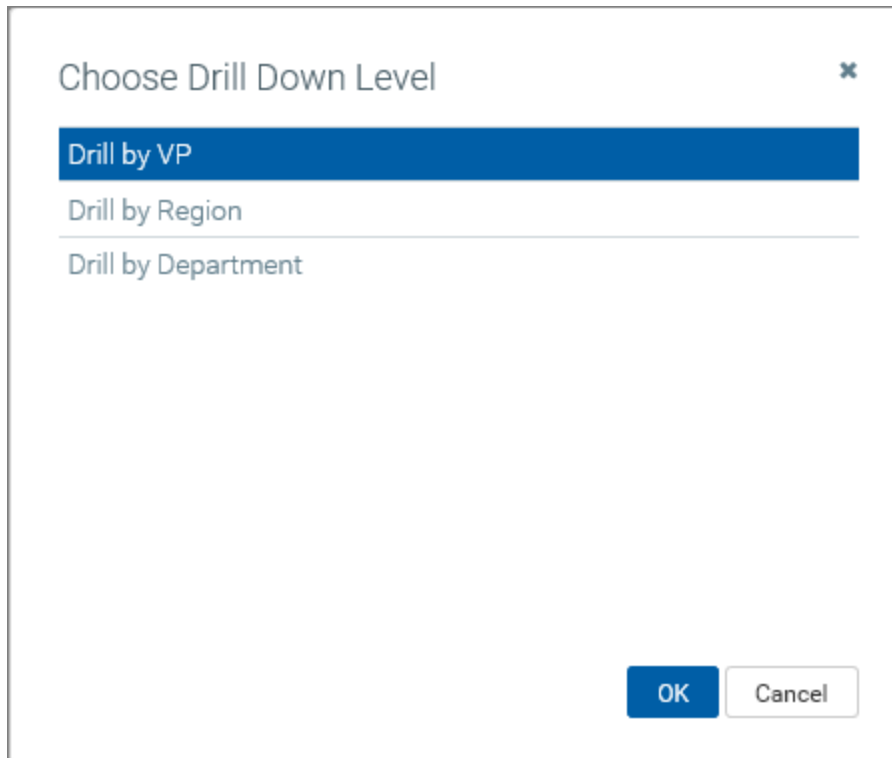 Choose Drill Down Level
Drill by VP
Drill by Region
Drill by Department
OK Cancel